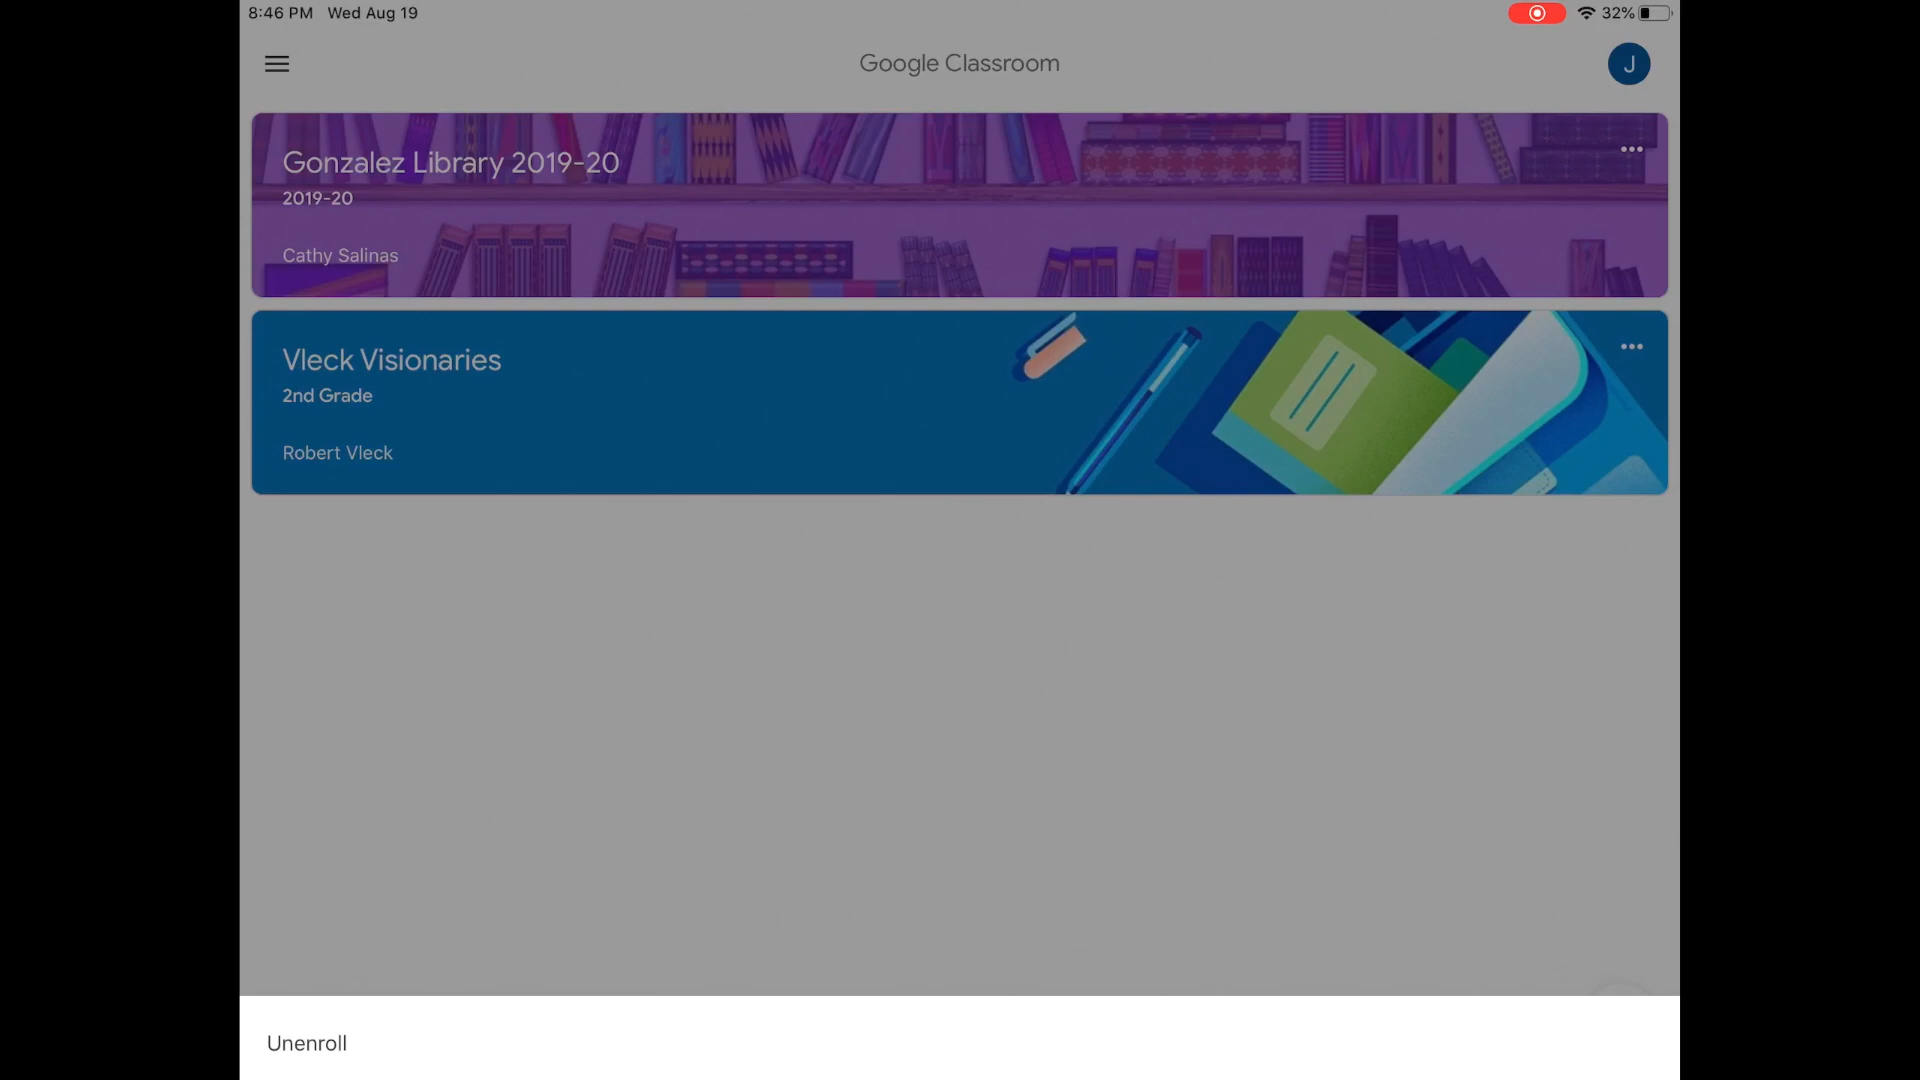 8:46 PM Wed Aug 19
32%
Google Classroom
J
Gonzalez Library 2019-20
2019-20
Cathy Salinas
Vleck Visionaries
2nd Grade
Robert Vleck
Unenroll